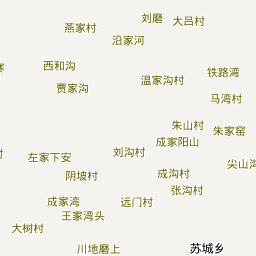 刘磨
大吕村
燕家村
沿家河
西和沟
铁路湾
温家沟村
贾家沟
马湾村
朱山村
朱家窑
成家阳山
刘沟村
左家下安
尖山沟
成沟村
阴坡村
张沟村
成家湾
远门村
王家湾头
大树村
川地磨上
苏城乡